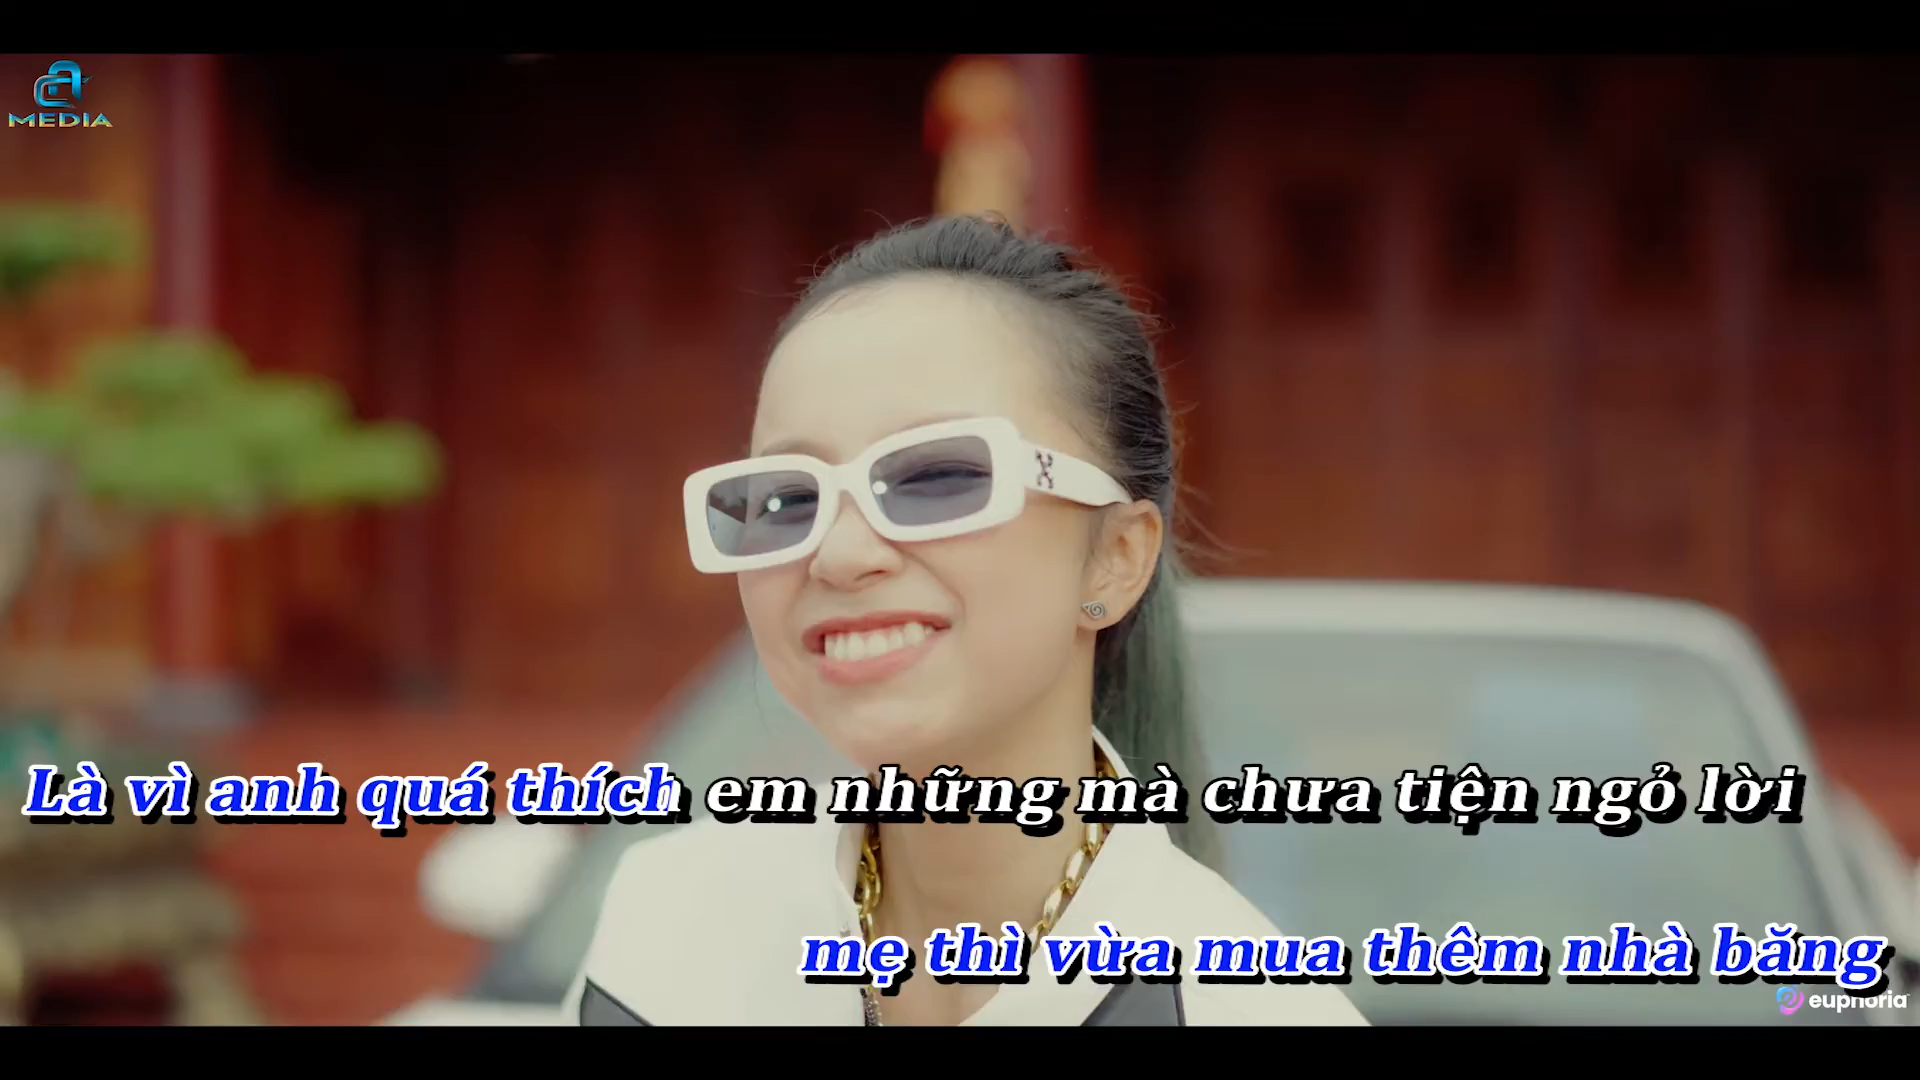 MEDIA
Là vì anh quá thích em những mà chưa tiện ngỏ lời
mẹ thì vừa mua thêm nhà băng
euphoria